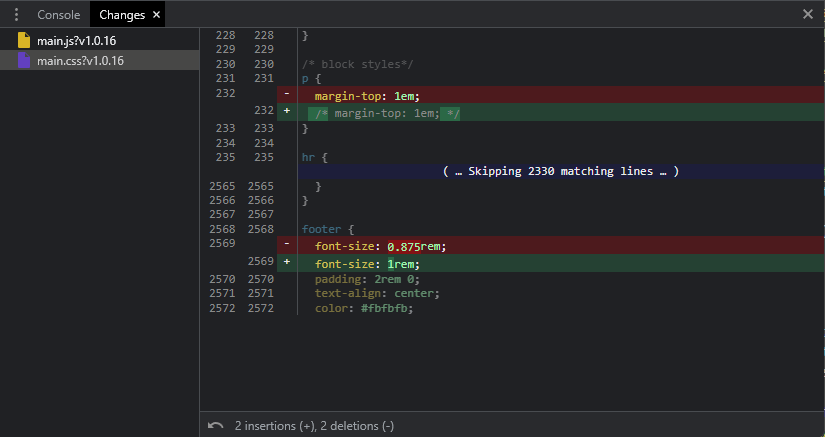 Console Changes ×
main.js?v1.0.16
main.css?v1.0.16
228 228 }
229 229
230 230 /* block styles*/
231 231 p {
232 - margin-top: 1em;
232 + /* margin-top: 1em; */
233 233 }
234 234
235 235 hr {
( … Skipping 2330 matching lines … )
2565 2565 }
2566 2566 }
2567 2567
2568 2568 footer {
2569 - font-size: 0.875rem;
2569 + font-size: 1rem;
2570 2570 padding: 2rem 0;
2571 2571 text-align: center;
2572 2572 color: #fbfbfb;
2 insertions (+), 2 deletions (-)